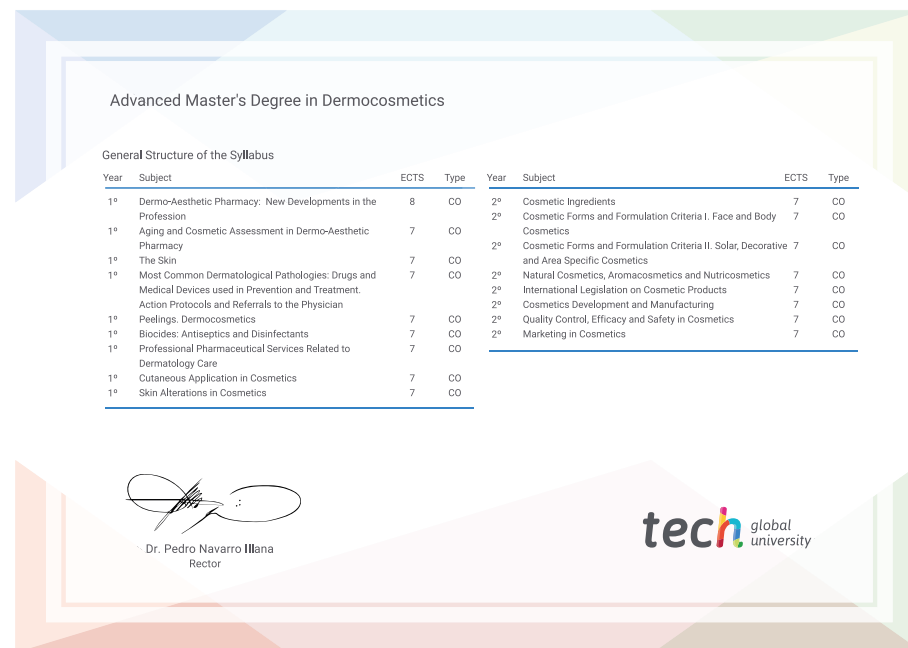 Advanced Master's Degree in Dermocosmetics
General Structure of the Syllabus
Year Subject ECTS Type
1º Dermo-Aesthetic Pharmacy: New Developments in the 8 CO
Profession
1º Aging and Cosmetic Assessment in Dermo-Aesthetic 7 CO
Pharmacy
1º The Skin 7 CO
1º Most Common Dermatological Pathologies: Drugs and 7 CO
Medical Devices used in Prevention and Treatment.
Action Protocols and Referrals to the Physician
1º Peelings. Dermocosmetics 7 CO
1º Biocides: Antiseptics and Disinfectants 7 CO
1º Professional Pharmaceutical Services Related to 7 CO
Dermatology Care
1º Cutaneous Application in Cosmetics 7 CO
1º Skin Alterations in Cosmetics 7 CO
Year Subject ECTS Type
2º Cosmetic Ingredients 7 CO
2º Cosmetic Forms and Formulation Criteria I. Face and Body 7 CO
Cosmetics
2º Cosmetic Forms and Formulation Criteria II. Solar, Decorative 7 CO
and Area Specific Cosmetics
2º Natural Cosmetics, Aromacosmetics and Nutricosmetics 7 CO
2º International Legislation on Cosmetic Products 7 CO
2º Cosmetics Development and Manufacturing 7 CO
2º Quality Control, Efficacy and Safety in Cosmetics 7 CO
2º Marketing in Cosmetics 7 CO
Dr. Pedro Navarro Illana
Rector
tech global
university